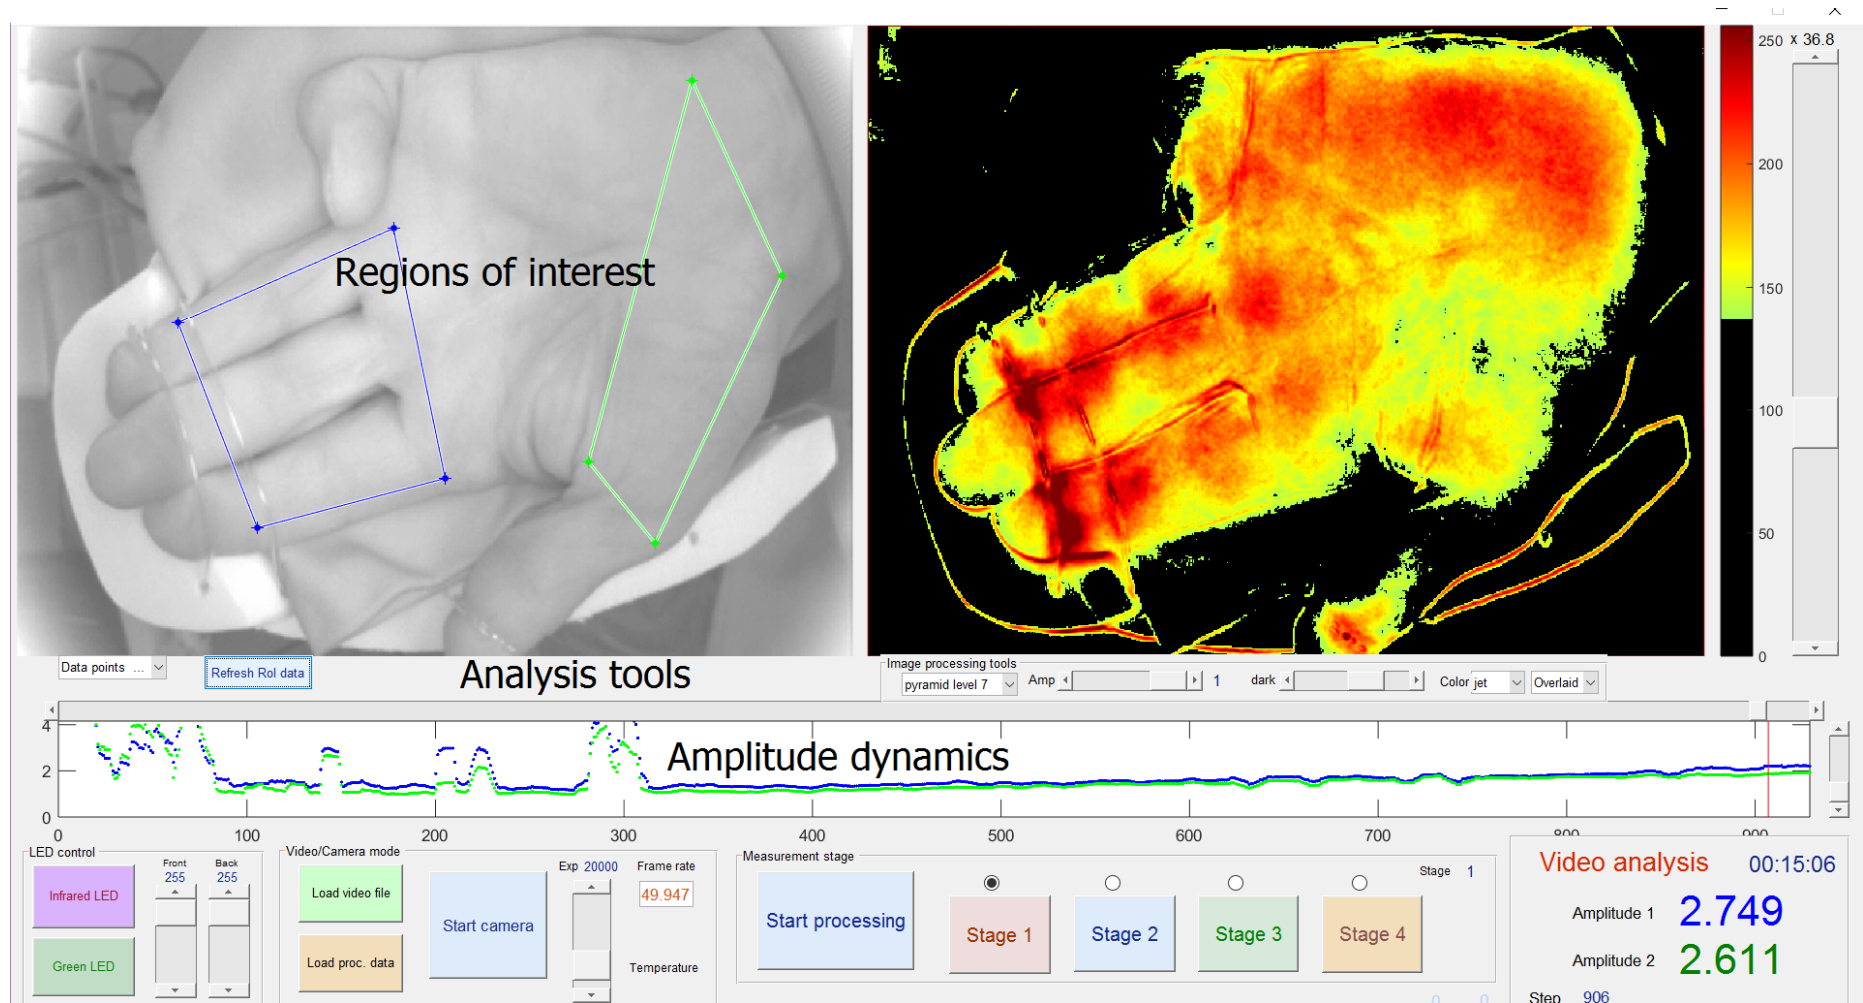 250 x 36.8
200
150
100
50
0
Regions of interest
Data points ...
Refresh RoI data
Analysis tools
Image processing tools
pyramid level 7
Amp
1
dark
Color
jet
Overlaid
4
2
0
Amplitude dynamics
0 100 200 300 400 500 600 700 800 900
LED control
Front
255
Back
255
Infrared LED
Green LED
Video/Camera mode
Load video file
Load proc. data
Start camera
Exp 20000
Frame rate
49.947
Temperature
Measurement stage
Stage 1
Start processing
Stage 1
Stage 2
Stage 3
Stage 4
Video analysis 00:15:06
Amplitude 1 2.749
Amplitude 2 2.611
Step 906
0 0